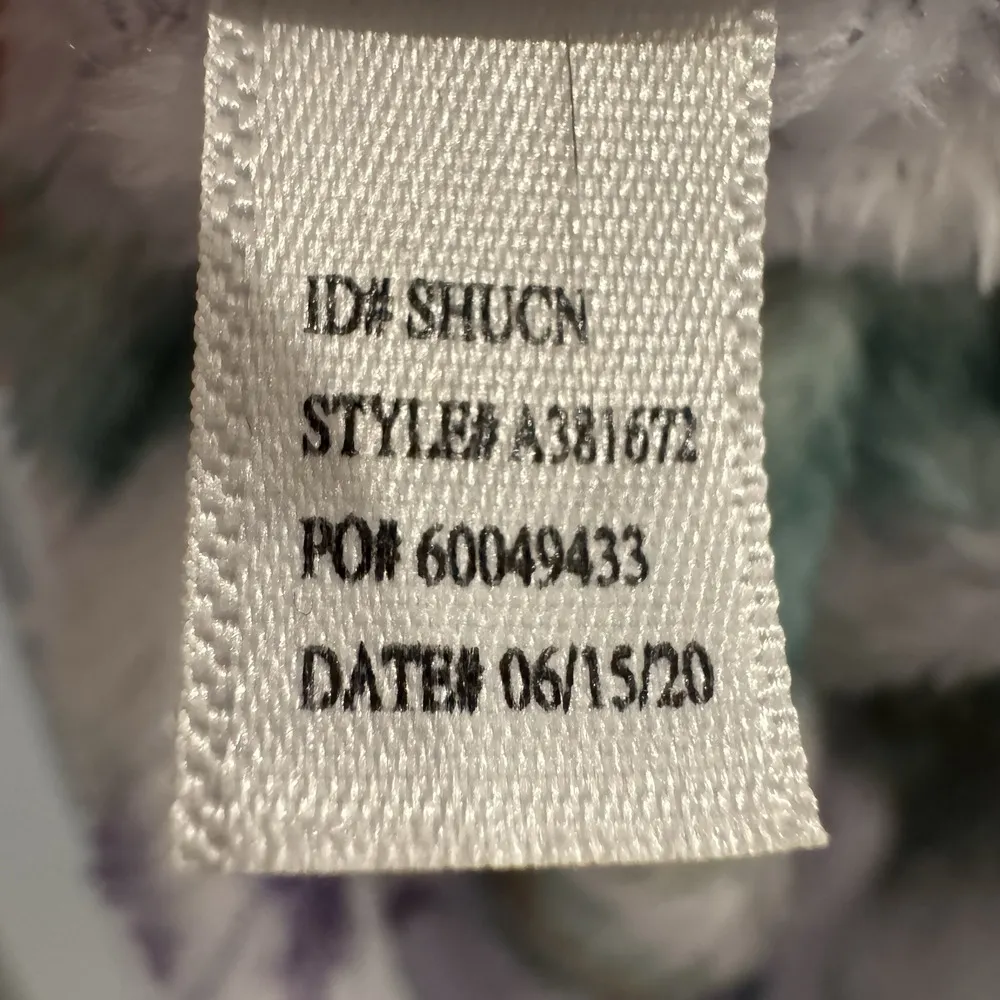 ID# SHUCN
STYLE# A381672
PO# 60049433
DATE# 06/15/20